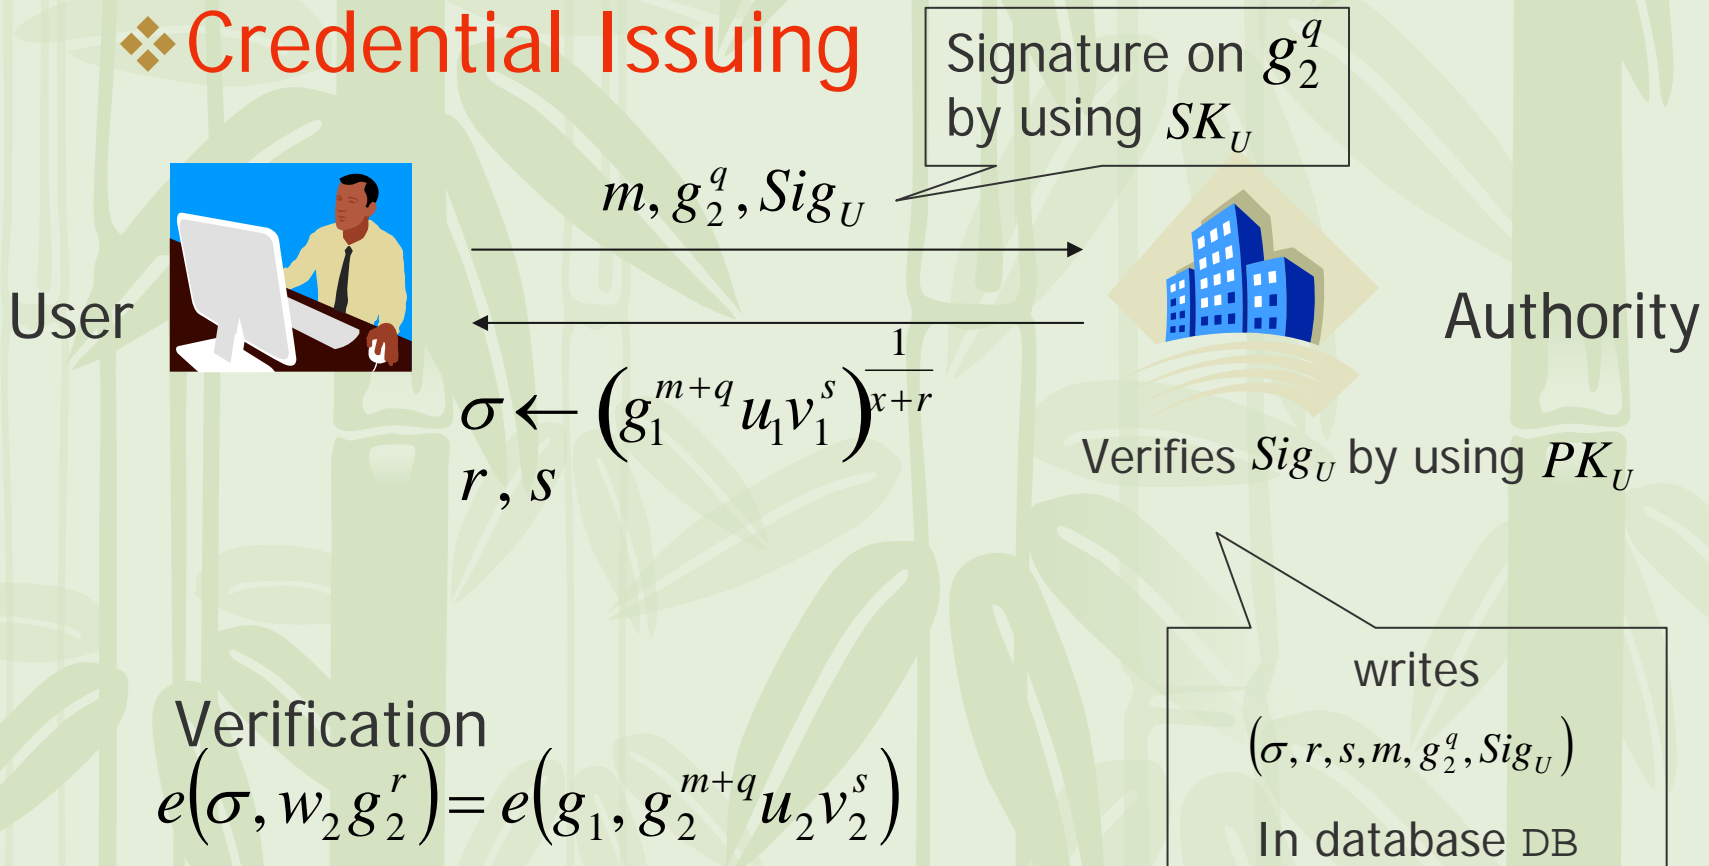 ❖Credential Issuing
Signature on g_2^q
by using SK_U
m, g_2^q, Sig_U
User
Authority
σ ← (g_1^{m+q} u_1 v_1^s)^{1/(x+r)}
r, s
Verifies Sig_U by using PK_U
writes
(σ, r, s, m, g_2^q, Sig_U)
In database DB
Verification
e(σ, w_2 g_2^r) = e(g_1, g_2^{m+q} u_2 v_2^s)